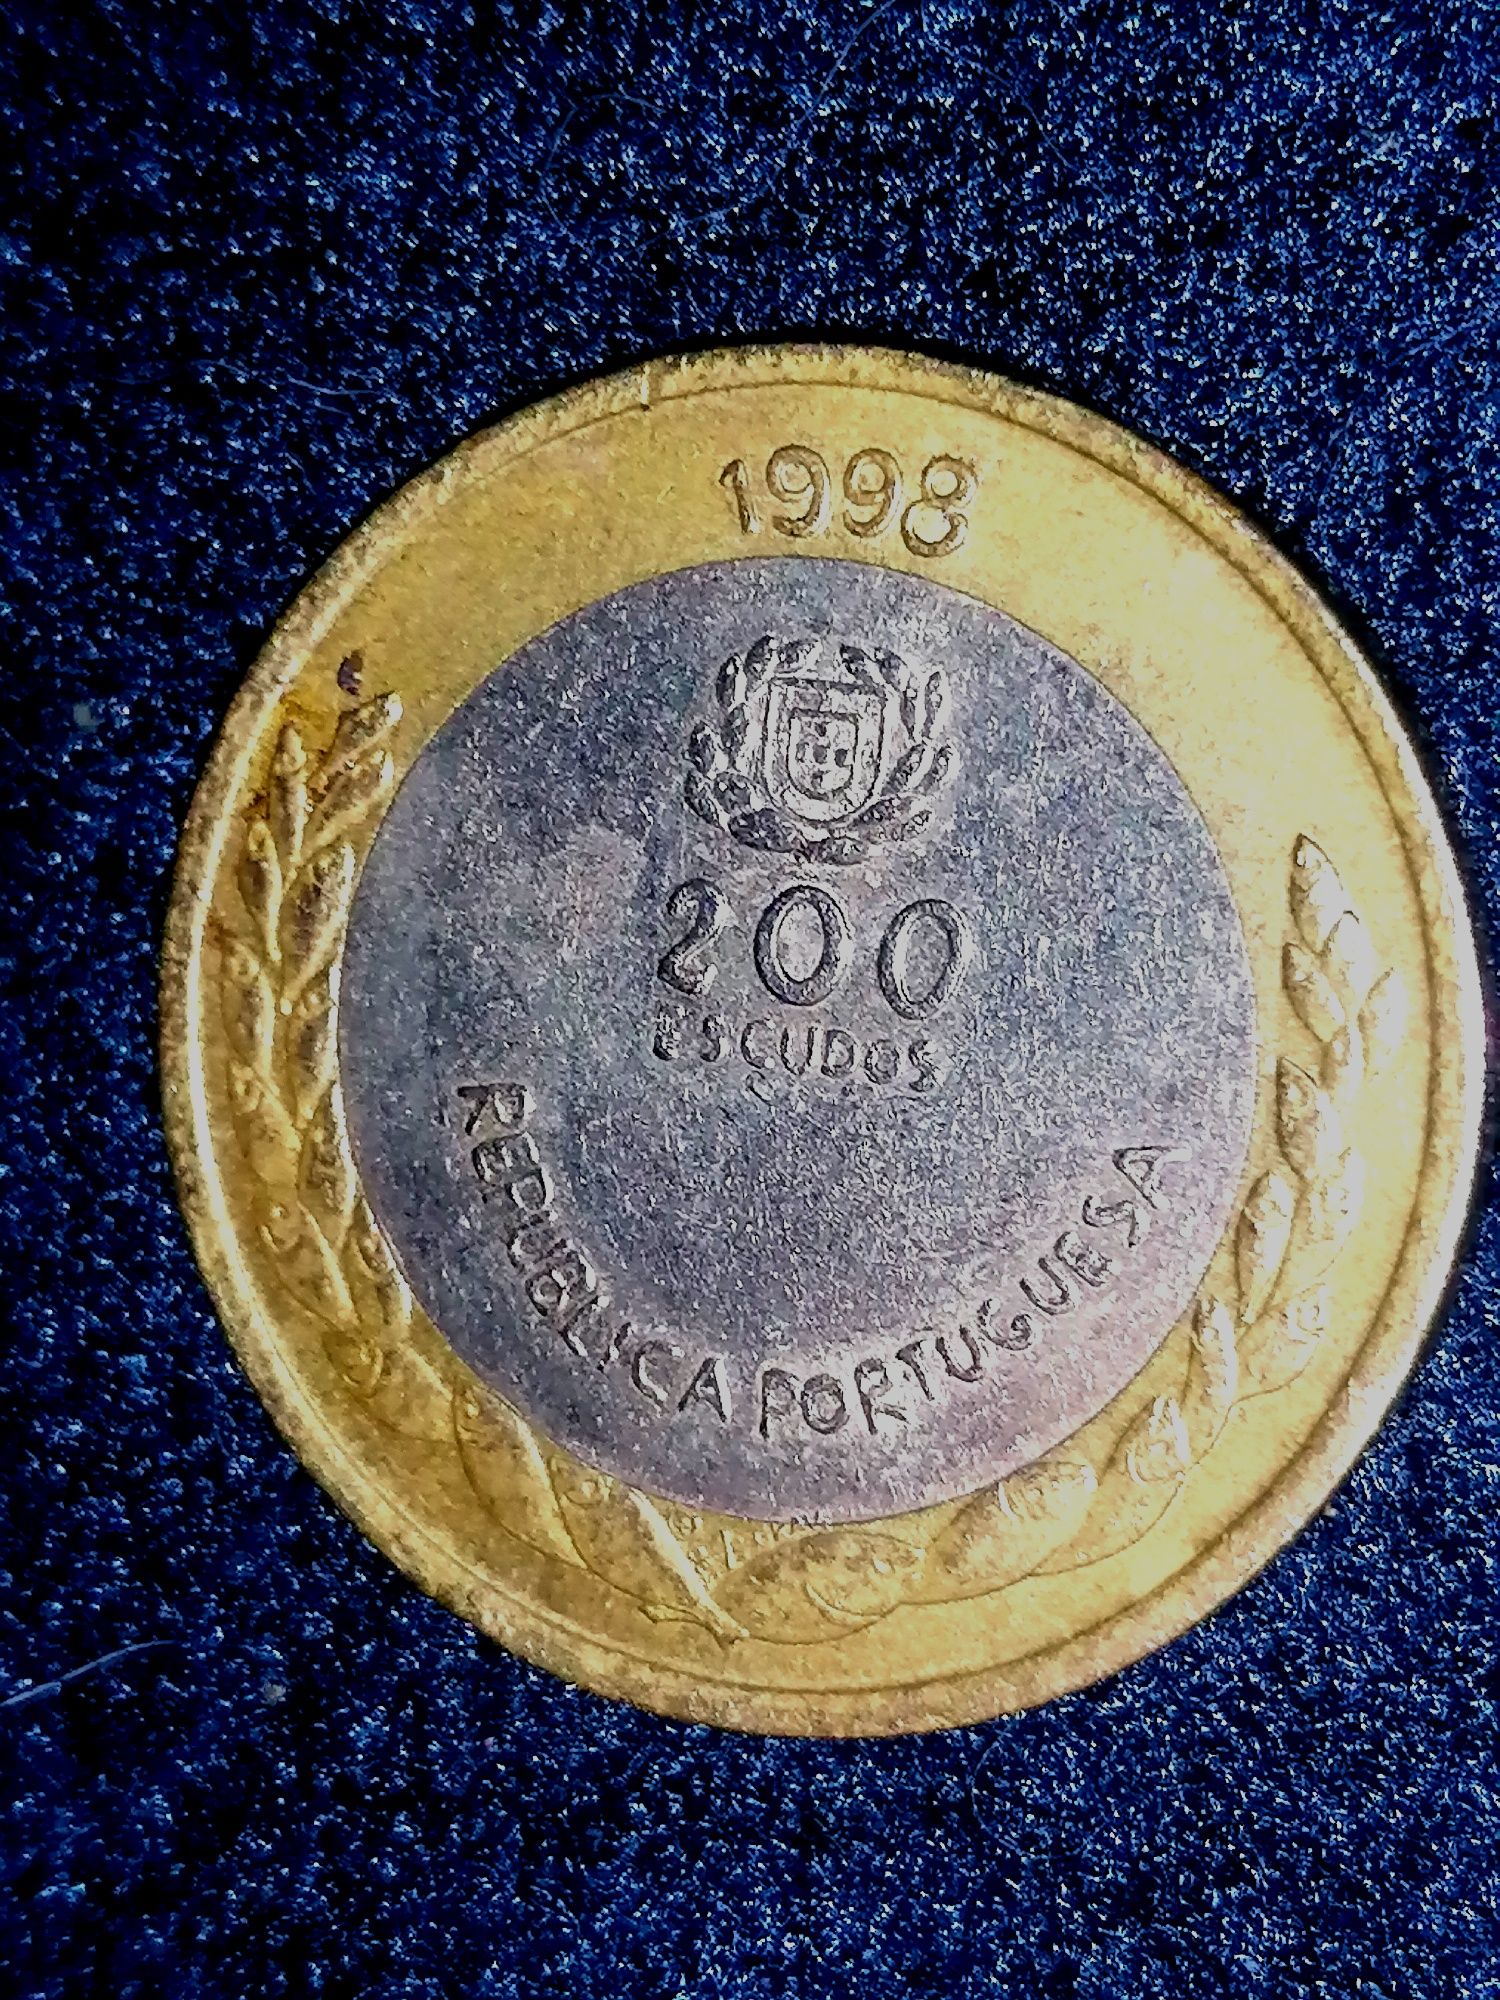 1998
200
ESCUDOS
REPUBLICA PORTUGUESA